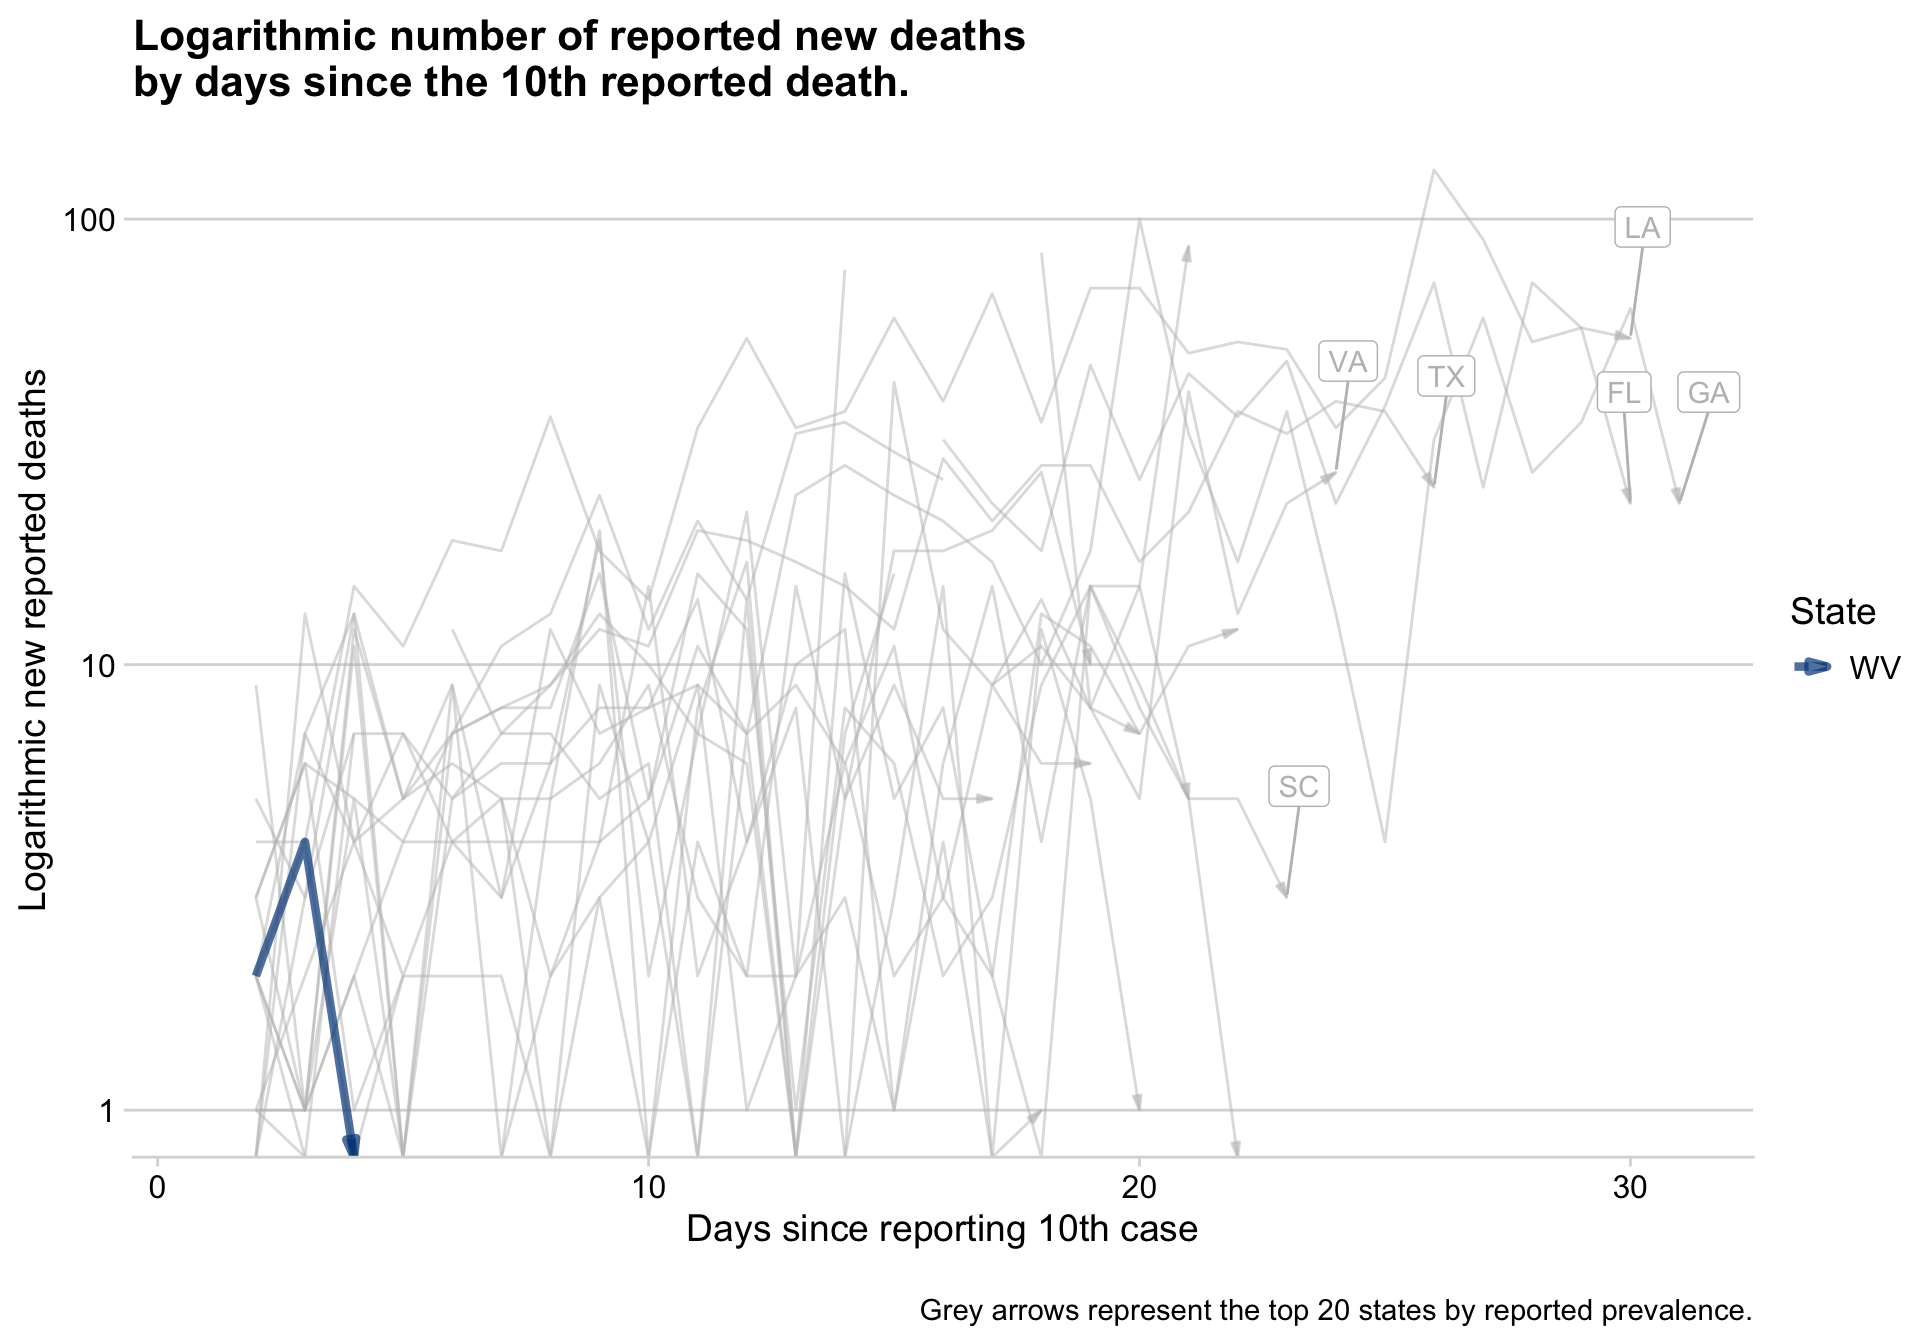 Logarithmic number of reported new deaths
by days since the 10th reported death.
Logarithmic new reported deaths
100
10
1
LA
VA
TX
FL
GA
SC
State
WV
0
10
20
30
Days since reporting 10th case
Grey arrows represent the top 20 states by reported prevalence.